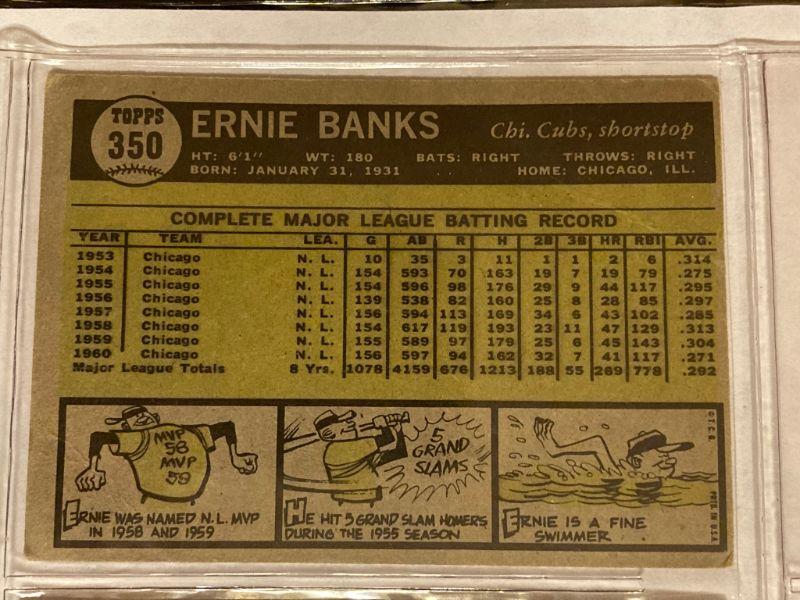 TOPPS
350
ERNIE BANKS
Chi. Cubs, shortstop
HT: 6'1" WT: 180 BATS: RIGHT THROWS: RIGHT
BORN: JANUARY 31, 1931 HOME: CHICAGO, ILL.
COMPLETE MAJOR LEAGUE BATTING RECORD
YEAR TEAM LEA. G AB R H 2B 3B HR RBI AVG.
1953 Chicago N. L. 10 35 3 11 1 1 2 6 .314
1954 Chicago N. L. 154 593 70 163 19 7 19 79 .275
1955 Chicago N. L. 154 596 98 176 29 9 44 117 .295
1956 Chicago N. L. 139 538 82 160 25 8 28 85 .297
1957 Chicago N. L. 156 594 113 169 34 6 43 102 .285
1958 Chicago N. L. 154 617 119 193 23 11 47 129 .313
1959 Chicago N. L. 155 589 97 179 25 6 45 143 .304
1960 Chicago N. L. 156 597 94 162 32 7 41 117 .271
Major League Totals 8 Yrs. 1078 4159 676 1213 188 55 269 778 .292
MVP
58
MVP
59
ERNIE WAS NAMED N.L. MVP
IN 1958 AND 1959
5
GRAND
SLAMS
HE HIT 5 GRAND SLAM HOMERS
DURING THE 1955 SEASON
ERNIE IS A FINE
SWIMMER
©T.C.G. PRTD. IN U.S.A.